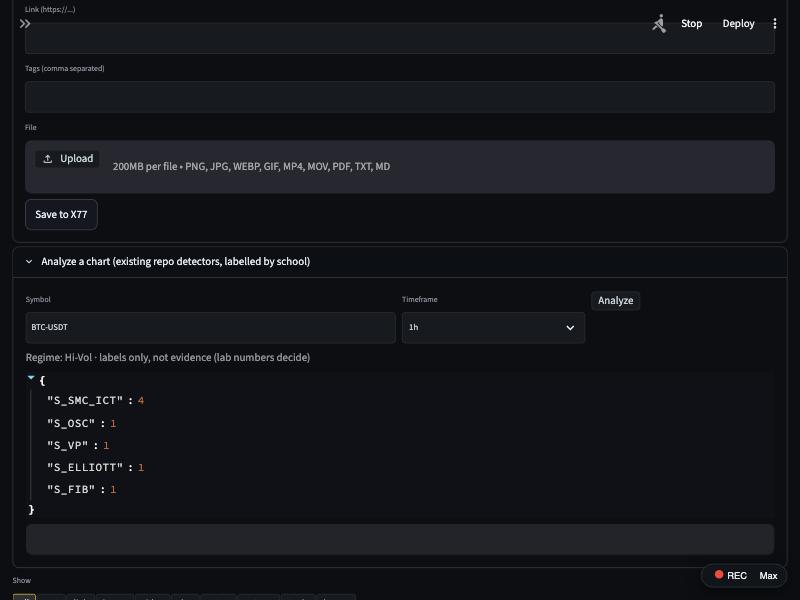 Link (https://...)
Stop
Deploy
Tags (comma separated)
File
Upload
200MB per file • PNG, JPG, WEBP, GIF, MP4, MOV, PDF, TXT, MD
Save to X77
Analyze a chart (existing repo detectors, labelled by school)
Symbol
Timeframe
Analyze
BTC-USDT
1h
Regime: Hi-Vol · labels only, not evidence (lab numbers decide)
{
"S_SMC_ICT" : 4
"S_OSC" : 1
"S_VP" : 1
"S_ELLIOTT" : 1
"S_FIB" : 1
}
REC
Max
Show